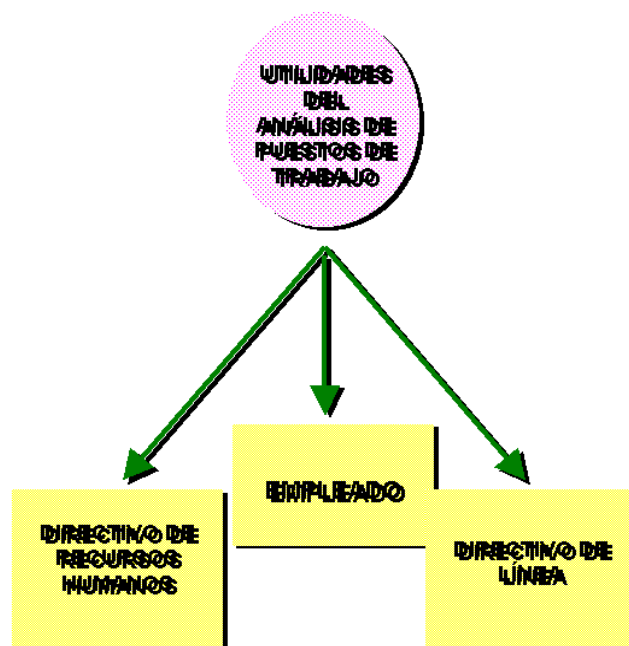 UTILIDADES
DEL
ANÁLISIS DE
PUESTOS DE
TRABAJO
EMPLEADO
DIRECTIVO DE
RECURSOS
HUMANOS
DIRECTIVO DE
LÍNEA